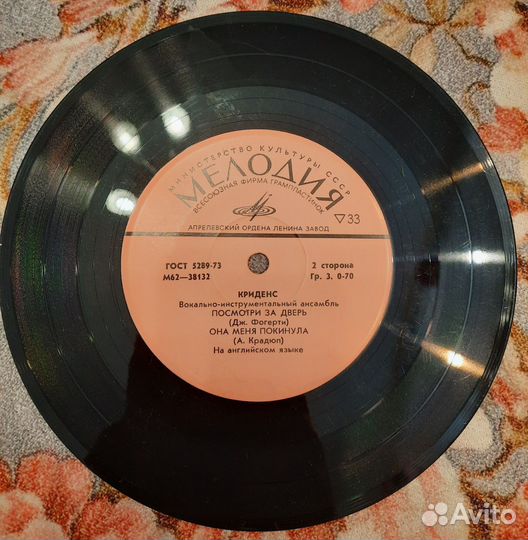 МИНИСТЕРСТВО КУЛЬТУРЫ СССР
МЕЛОДИЯ
ВСЕСОЮЗНАЯ ФИРМА ГРАМПЛАСТИНОК
▽33
АПРЕЛЕВСКИЙ ОРДЕНА ЛЕНИНА ЗАВОД
ГОСТ 5289-73 2 сторона
М62—38132 Гр. 3. 0-70
КРИДЕНС
Вокально-инструментальный ансамбль
ПОСМОТРИ ЗА ДВЕРЬ
(Дж. Фогерти)
ОНА МЕНЯ ПОКИНУЛА
(А. Крадюп)
На английском языке
Avito